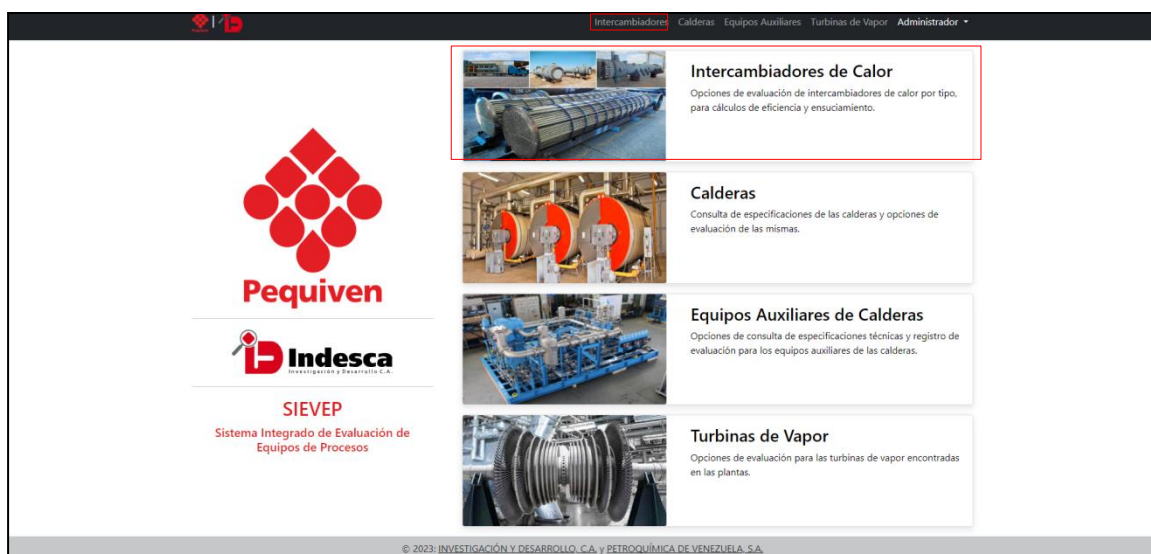 Pequiven
Intercambiadores Calderas Equipos Auxiliares Turbinas de Vapor Administrador
Pequiven
Indesca
Investigación y Desarrollo C.A.
SIEVEP
Sistema Integrado de Evaluación de
Equipos de Procesos
Intercambiadores de Calor
Opciones de evaluación de intercambiadores de calor por tipo,
para cálculos de eficiencia y ensuciamiento.
Calderas
Consulta de especificaciones de las calderas y opciones de
evaluación de las mismas.
Equipos Auxiliares de Calderas
Opciones de consulta de especificaciones técnicas y registro de
evaluación para los equipos auxiliares de las calderas.
Turbinas de Vapor
Opciones de evaluación para las turbinas de vapor encontradas
en las plantas.
© 2023: INVESTIGACIÓN Y DESARROLLO, C.A. y PETROQUÍMICA DE VENEZUELA, S.A.